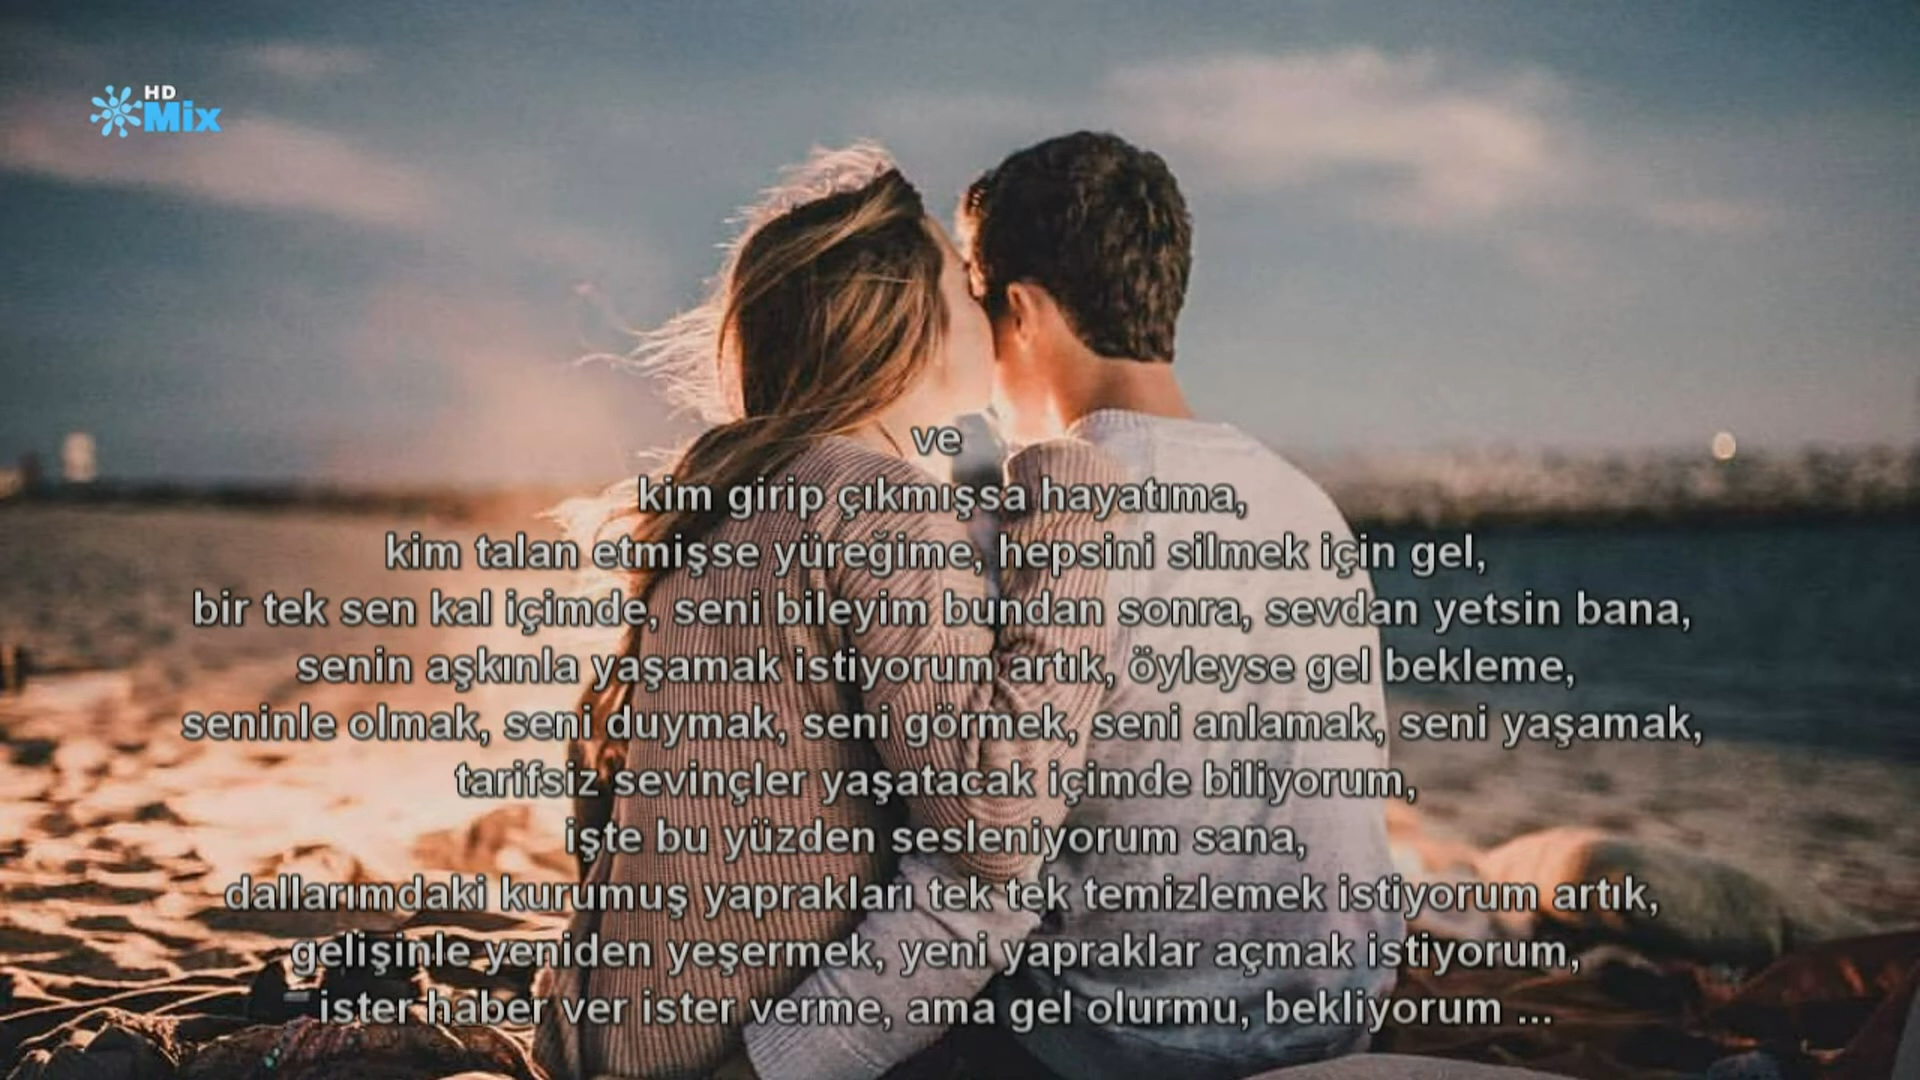 HD
Mix
ve
kim girip çıkmışsa hayatıma,
kim talan etmişse yüreğime, hepsini silmek için gel,
bir tek sen kal içimde, seni bileyim bundan sonra, sevdan yetsin bana,
senin aşkınla yaşamak istiyorum artık, öyleyse gel bekleme,
seninle olmak, seni duymak, seni görmek, seni anlamak, seni yaşamak,
tarifsiz sevinçler yaşatacak içimde biliyorum,
işte bu yüzden sesleniyorum sana,
dallarımdaki kurumuş yaprakları tek tek temizlemek istiyorum artık,
gelişinle yeniden yeşermek, yeni yapraklar açmak istiyorum,
ister haber ver ister verme, ama gel olurmu, bekliyorum ...